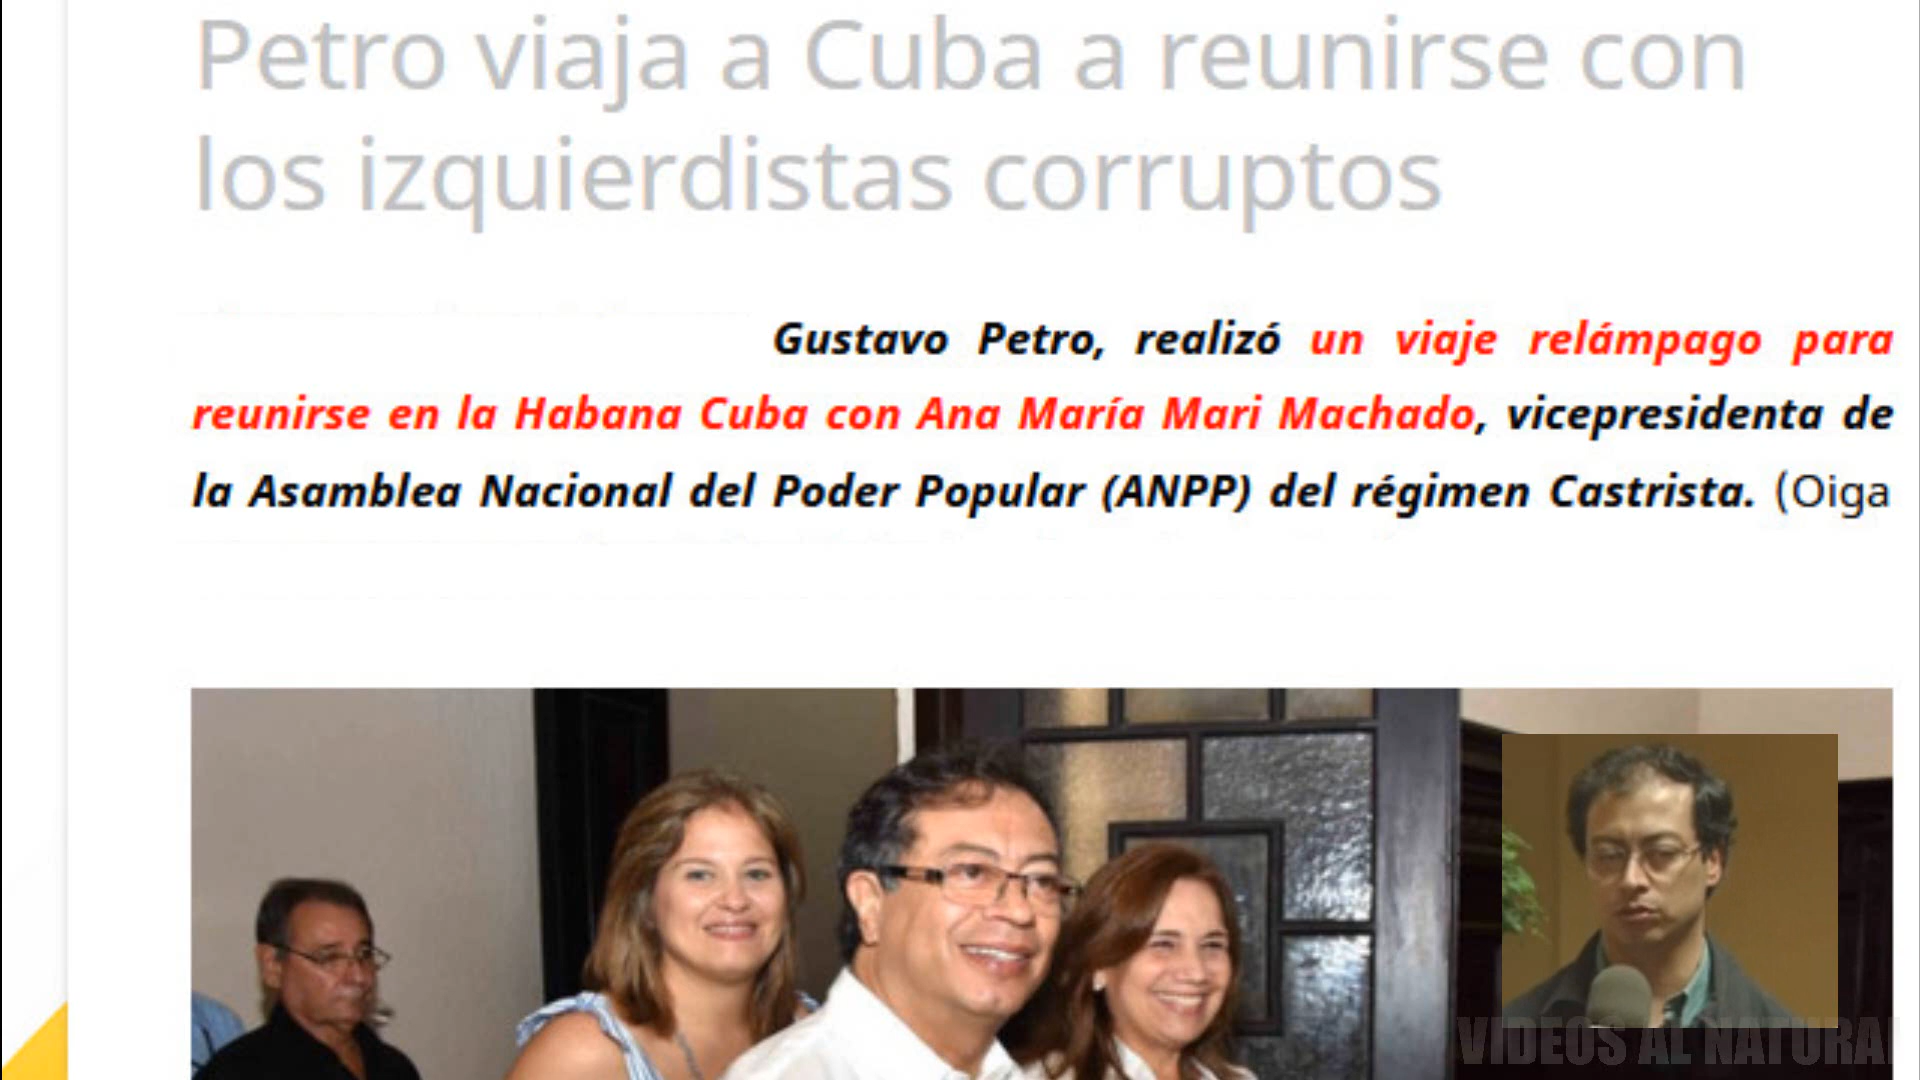 Petro viaja a Cuba a reunirse con
los izquierdistas corruptos
Gustavo Petro, realizó un viaje relámpago para
reunirse en la Habana Cuba con Ana María Mari Machado, vicepresidenta de
la Asamblea Nacional del Poder Popular (ANPP) del régimen Castrista. (Oiga
VIDEOS AL NATURAL